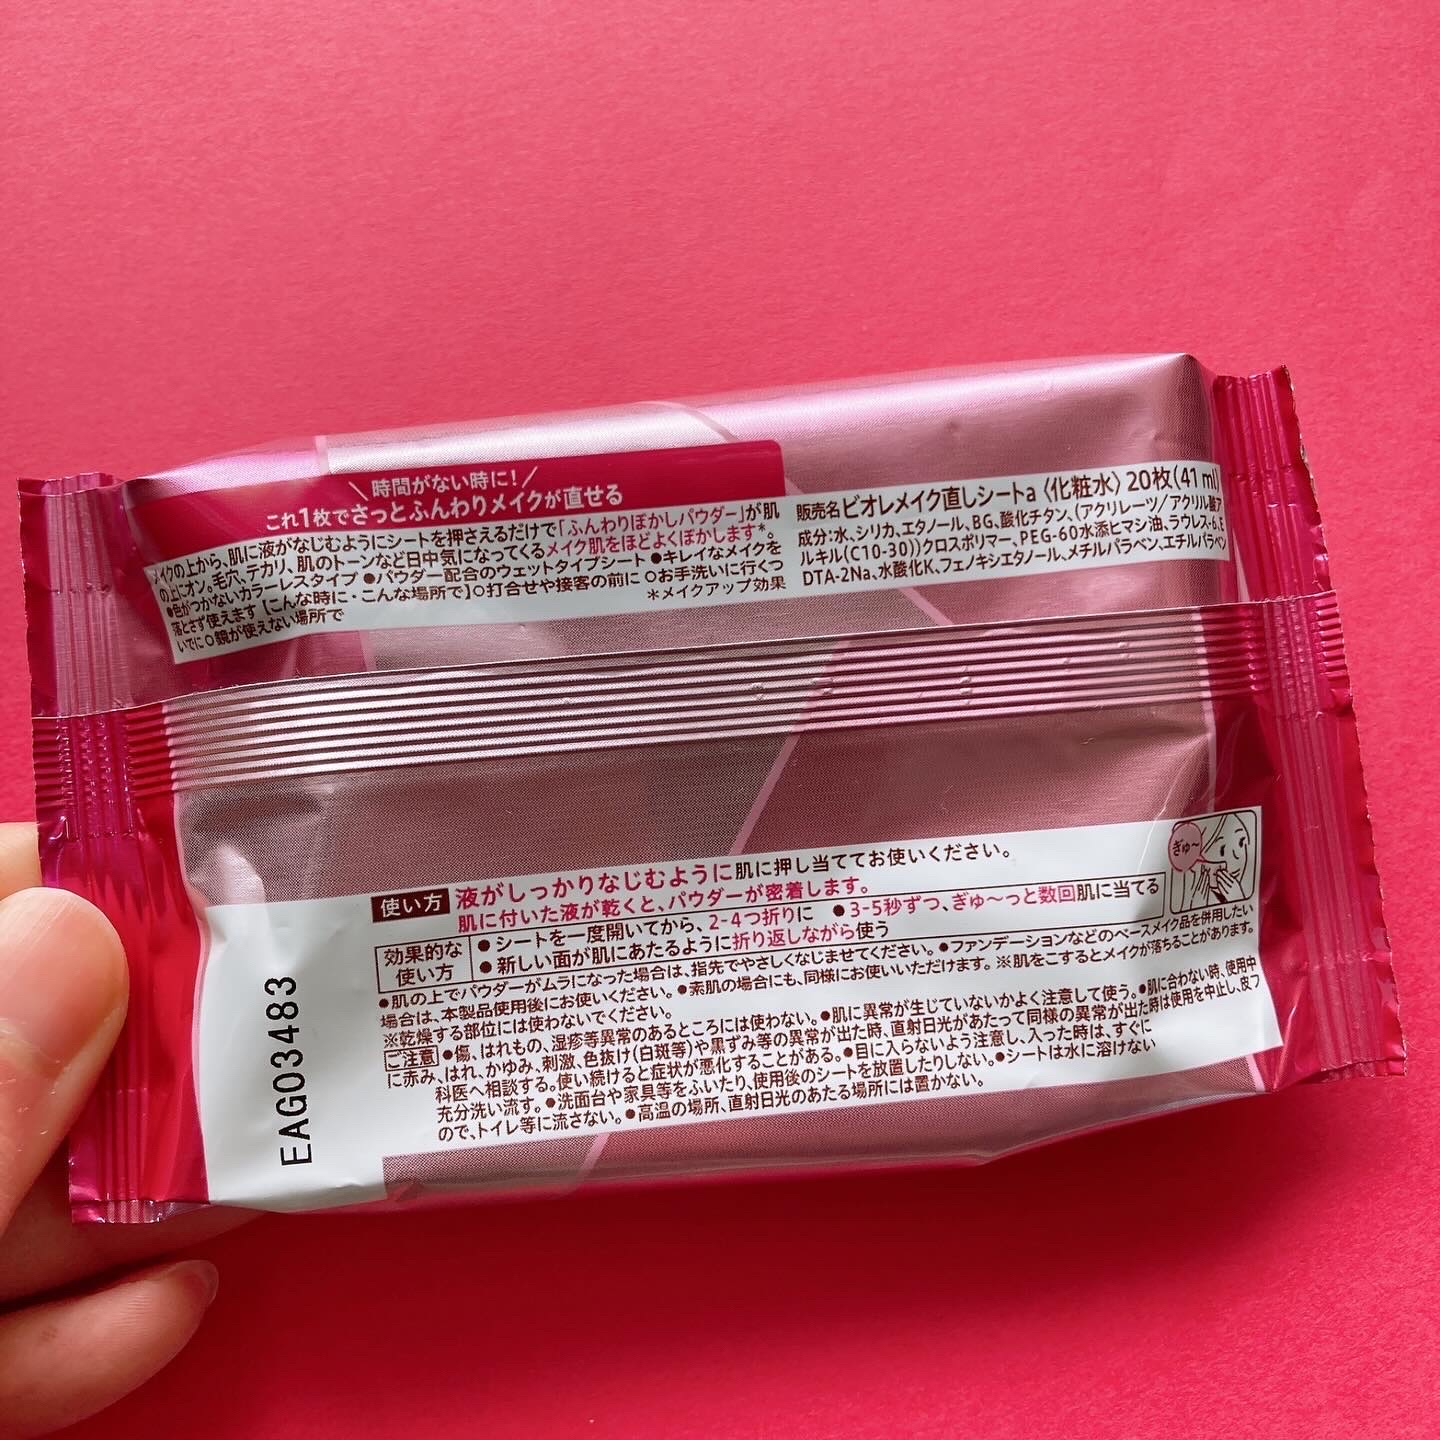 ＼時間がない時に！／
これ1枚でさっとふんわりメイクが直せる
メイクの上から、肌に液がなじむようにシートを押さえるだけで「ふんわりぼかしパウダー」が肌
の上にオン。毛穴、テカリ、肌のトーンなど日中気になってくるメイク肌をほどよくぼかします*。
●色がつかないカラーレスタイプ ●パウダー配合のウェットタイプシート ●キレイなメイクを
落とさず使えます【こんな時に・こんな場所で】○打合せや接客の前に ○お手洗いに行くつ
いでに ○鏡が使えない場所で
*メイクアップ効果
販売名 ビオレメイク直しシートa〈化粧水〉20枚(41ml)
成分:水、シリカ、エタノール、BG、酸化チタン、(アクリレーツ/アクリル酸ア
ルキル(C10-30))クロスポリマー、PEG-60水添ヒマシ油、ラウレス-6、E
DTA-2Na、水酸化K、フェノキシエタノール、メチルパラベン、エチルパラベン
使い方 液がしっかりなじむように肌に押し当ててお使いください。
肌に付いた液が乾くと、パウダーが密着します。
ぎゅ〜
効果的な
使い方
●シートを一度開いてから、2-4つ折りに ●3-5秒ずつ、ぎゅ〜っと数回肌に当てる
●新しい面が肌にあたるように折り返しながら使う
●肌の上でパウダーがムラになった場合は、指先でやさしくなじませてください。●ファンデーションなどのベースメイク品を併用したい
場合は、本製品使用後にお使いください。●素肌の場合にも、同様にお使いいただけます。※肌をこするとメイクが落ちることがあります。
※乾燥する部位には使わないでください。
ご注意 ●傷、はれもの、湿疹等異常のあるところには使わない。●肌に異常が生じていないかよく注意して使う。●肌に合わない時、使用中
に赤み、はれ、かゆみ、刺激、色抜け(白斑等)や黒ずみ等の異常が出た時、直射日光があたって同様の異常が出た時は使用を中止し、皮フ
科医へ相談する。使い続けると症状が悪化することがある。●目に入らないよう注意し、入った時は、すぐに
充分洗い流す。●洗面台や家具等をふいたり、使用後のシートを放置したりしない。●シートは水に溶けない
ので、トイレ等に流さない。●高温の場所、直射日光のあたる場所には置かない。
EAG03483